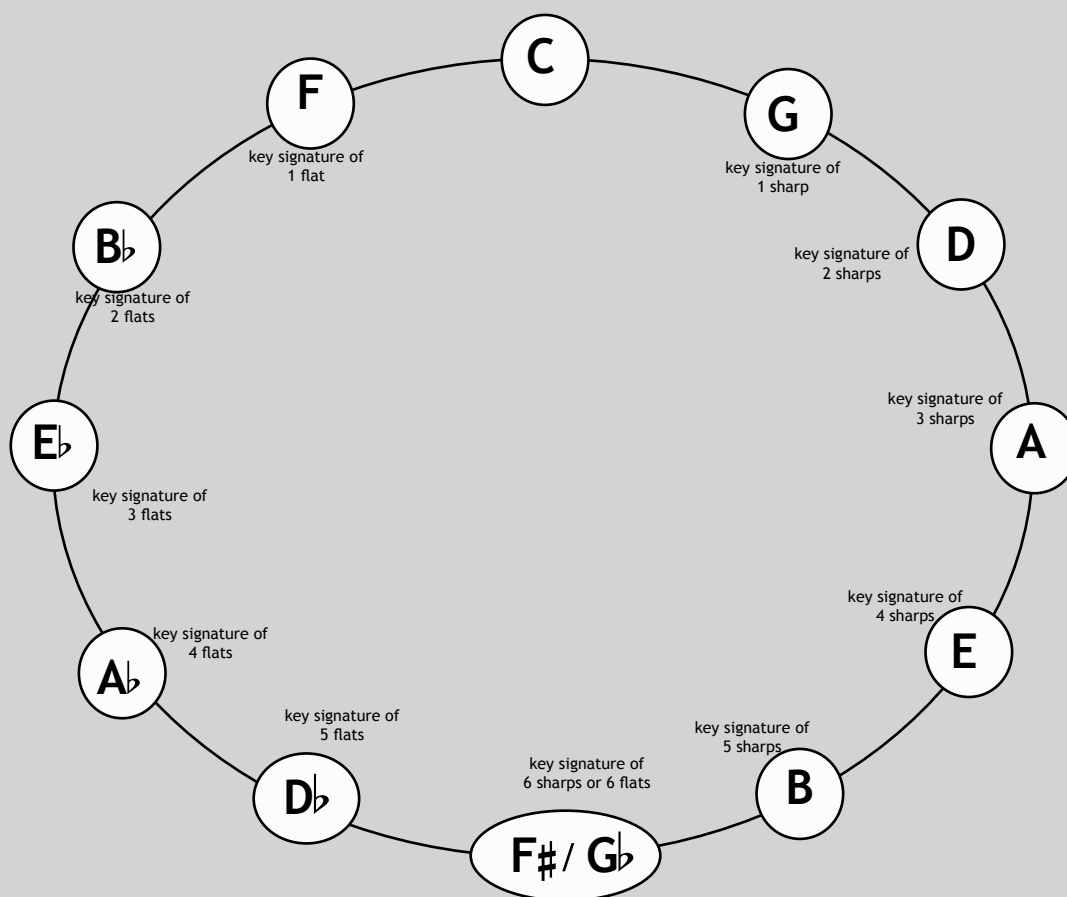 C
G
key signature of
1 sharp
D
key signature of
2 sharps
A
key signature of
3 sharps
E
key signature of
4 sharps
B
key signature of
5 sharps
F♯/ G♭
key signature of
6 sharps or 6 flats
D♭
key signature of
5 flats
A♭
key signature of
4 flats
E♭
key signature of
3 flats
B♭
key signature of
2 flats
F
key signature of
1 flat